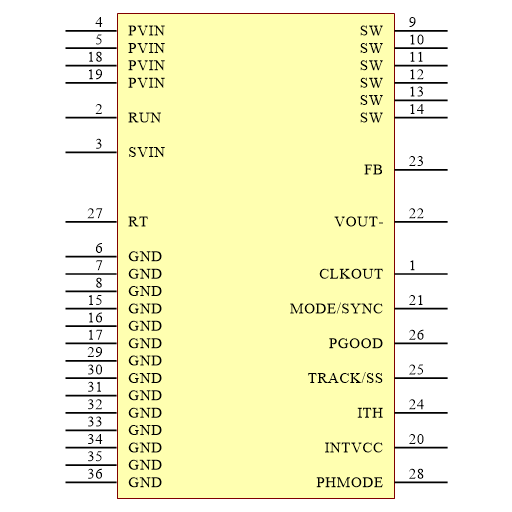 4 PVIN SW 9
5 PVIN SW 10
18 PVIN SW 11
19 PVIN SW 12
SW 13
2 RUN SW 14
3 SVIN
FB 23
27 RT VOUT- 22
6 GND
7 GND CLKOUT 1
8 GND
15 GND MODE/SYNC 21
16 GND
17 GND PGOOD 26
29 GND
30 GND TRACK/SS 25
31 GND
32 GND ITH 24
33 GND
34 GND INTVCC 20
35 GND
36 GND PHMODE 28